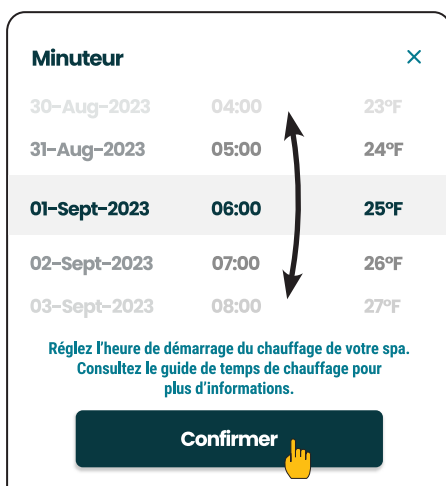 Minuteur ×
30-Aug-2023 04:00 23°F
31-Aug-2023 05:00 24°F
01-Sept-2023 06:00 25°F
02-Sept-2023 07:00 26°F
03-Sept-2023 08:00 27°F
Réglez l'heure de démarrage du chauffage de votre spa.
Consultez le guide de temps de chauffage pour
plus d'informations.
Confirmer